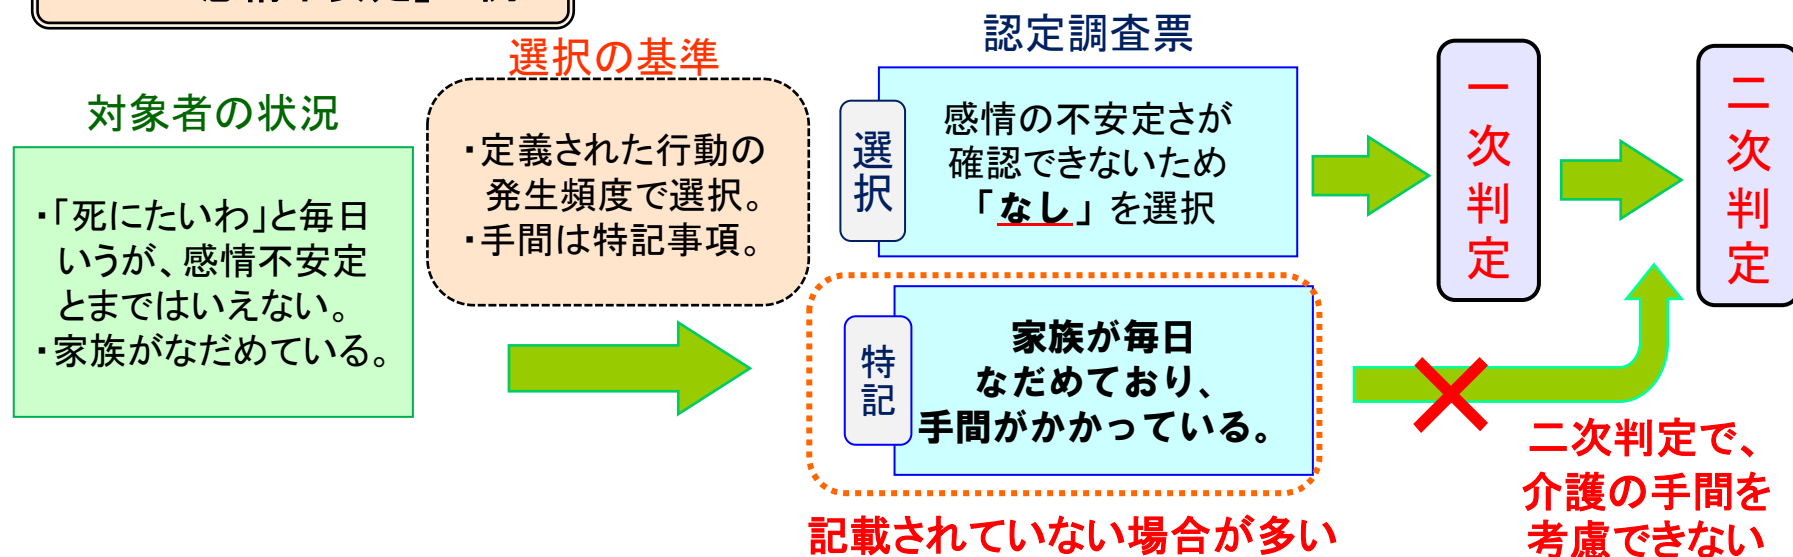 対象者の状況
・「死にたいわ」と毎日
いうが、感情不安定
とまではいえない。
・家族がなだめている。
選択の基準
・定義された行動の
発生頻度で選択。
・手間は特記事項。
認定調査票
選択
感情の不安定さが
確認できないため
「なし」を選択
特記
家族が毎日
なだめており、
手間がかかっている。
記載されていない場合が多い
一次判定
二次判定
二次判定で、
介護の手間を
考慮できない